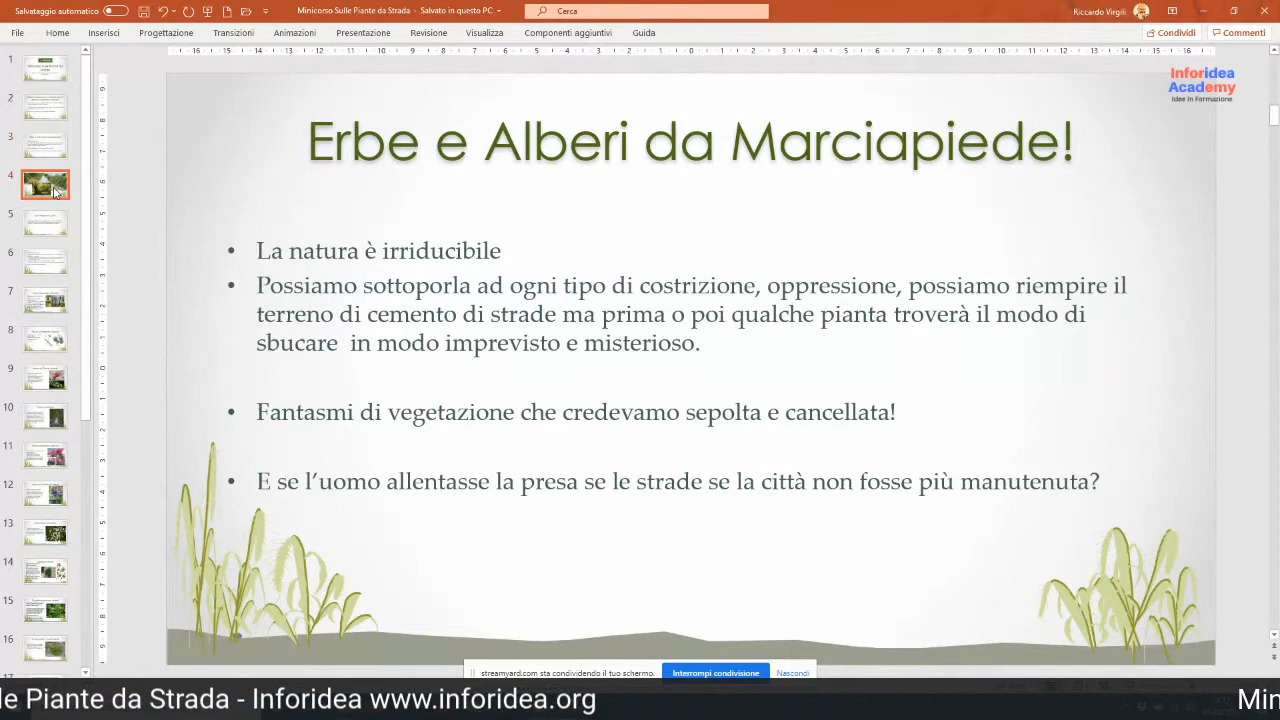 Salvataggio automatico
Minicorso Sulle Piante da Strada - Salvato in questo PC
Cerca
Riccardo Virgili
File Home Inserisci Progettazione Transizioni Animazioni Presentazione Revisione Visualizza Componenti aggiuntivi Guida
Condividi Commenti
Inforidea
Academy
Idee in Formazione
Erbe e Alberi da Marciapiede!
• La natura è irriducibile
• Possiamo sottoporla ad ogni tipo di costrizione, oppressione, possiamo riempire il
terreno di cemento di strade ma prima o poi qualche pianta troverà il modo di
sbucare in modo imprevisto e misterioso.
• Fantasmi di vegetazione che credevamo sepolta e cancellata!
• E se l’uomo allentasse la presa se le strade se la città non fosse più manutenuta?
streamyard.com sta condividendo il tuo schermo. Interrompi condivisione Nascondi
le Piante da Strada - Inforidea www.inforidea.org
Min